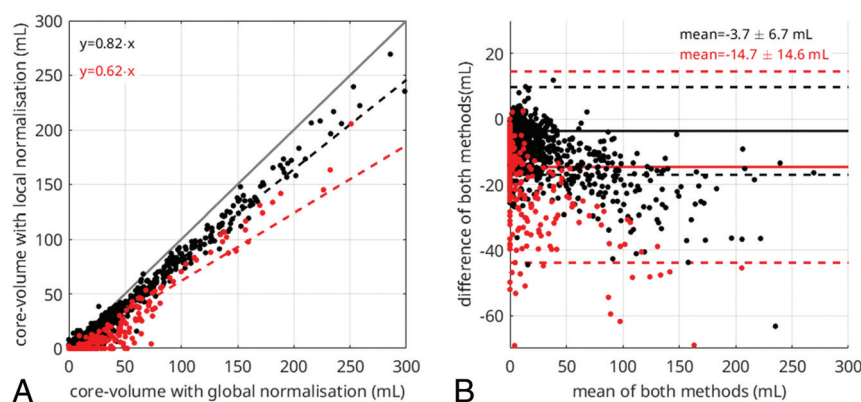 300
250
200
150
100
50
0
core-volume with local normalisation (mL)
y=0.82·x
y=0.62·x
0 50 100 150 200 250 300
core-volume with global normalisation (mL)
A
mean=-3.7 ± 6.7 mL
mean=-14.7 ± 14.6 mL
20
0
-20
-40
-60
difference of both methods(mL)
0 50 100 150 200 250 300
mean of both methods (mL)
B